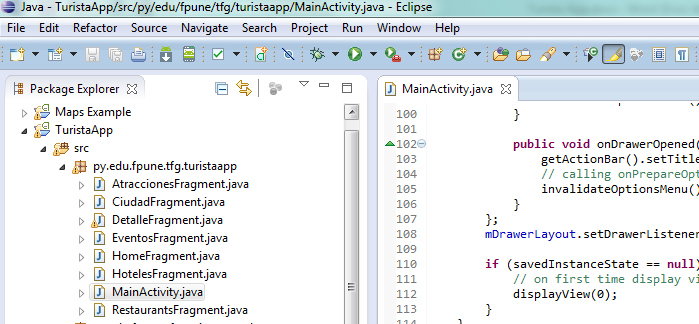 Java - TuristaApp/src/py/edu/fpune/tfg/turistaapp/MainActivity.java - Eclipse
File Edit Refactor Source Navigate Search Project Run Window Help
Package Explorer
Maps Example
TuristaApp
src
py.edu.fpune.tfg.turistaapp
AtraccionesFragment.java
CiudadFragment.java
DetalleFragment.java
EventosFragment.java
HomeFragment.java
HotelesFragment.java
MainActivity.java
RestaurantsFragment.java
MainActivity.java
100 }
101
102 public void onDrawerOpened(
103 getActionBar().setTitle
104 // calling onPrepareOpt
105 invalidateOptionsMenu()
106 }
107 };
108 mDrawerLayout.setDrawerListener
109
110 if (savedInstanceState == null)
111 // on first time display vi
112 displayView(0);
113 }
114 }